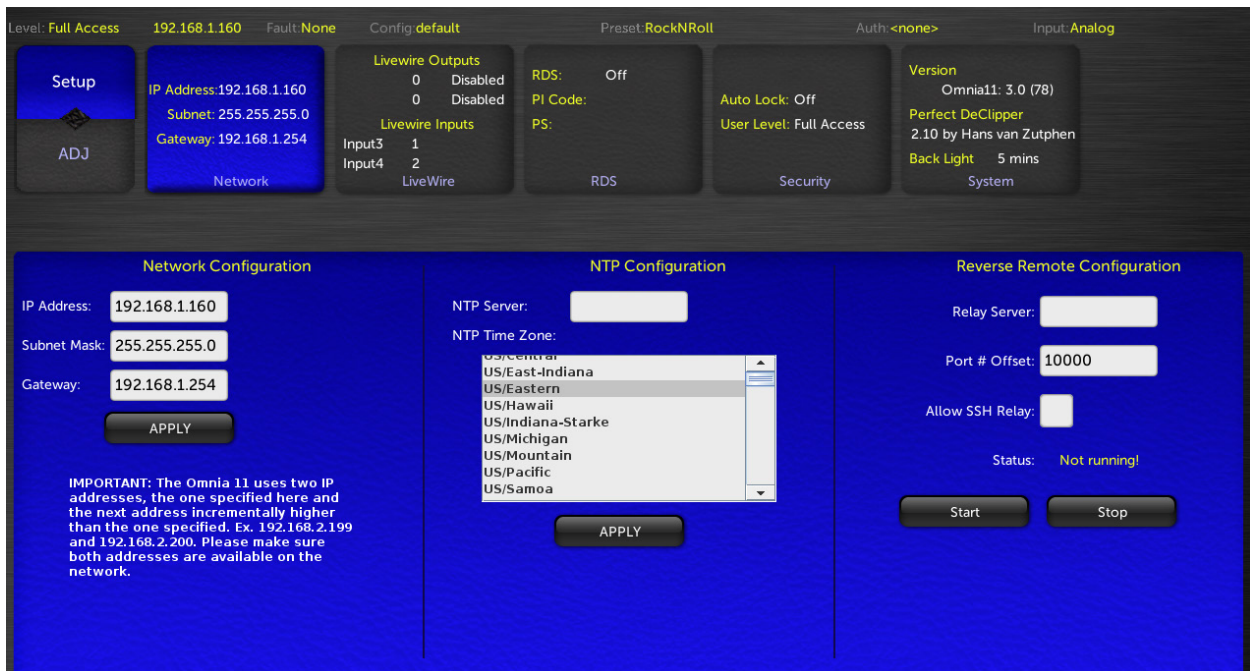 Level: Full Access 192.168.1.160 Fault:None Config:default Preset:RockNRoll Auth:<none> Input:Analog
Setup
ADJ
IP Address:192.168.1.160
Subnet: 255.255.255.0
Gateway: 192.168.1.254
Network
Livewire Outputs
0 Disabled
0 Disabled
Livewire Inputs
Input3 1
Input4 2
LiveWire
RDS: Off
PI Code:
PS:
RDS
Auto Lock: Off
User Level: Full Access
Security
Version
Omnia11: 3.0 (78)
Perfect DeClipper
2.10 by Hans van Zutphen
Back Light 5 mins
System
Network Configuration
IP Address: 192.168.1.160
Subnet Mask: 255.255.255.0
Gateway: 192.168.1.254
APPLY
IMPORTANT: The Omnia 11 uses two IP
addresses, the one specified here and
the next address incrementally higher
than the one specified. Ex. 192.168.2.199
and 192.168.2.200. Please make sure
both addresses are available on the
network.
NTP Configuration
NTP Server:
NTP Time Zone:
US/Central
US/East-Indiana
US/Eastern
US/Hawaii
US/Indiana-Starke
US/Michigan
US/Mountain
US/Pacific
US/Samoa
APPLY
Reverse Remote Configuration
Relay Server:
Port # Offset: 10000
Allow SSH Relay:
Status: Not running!
Start Stop